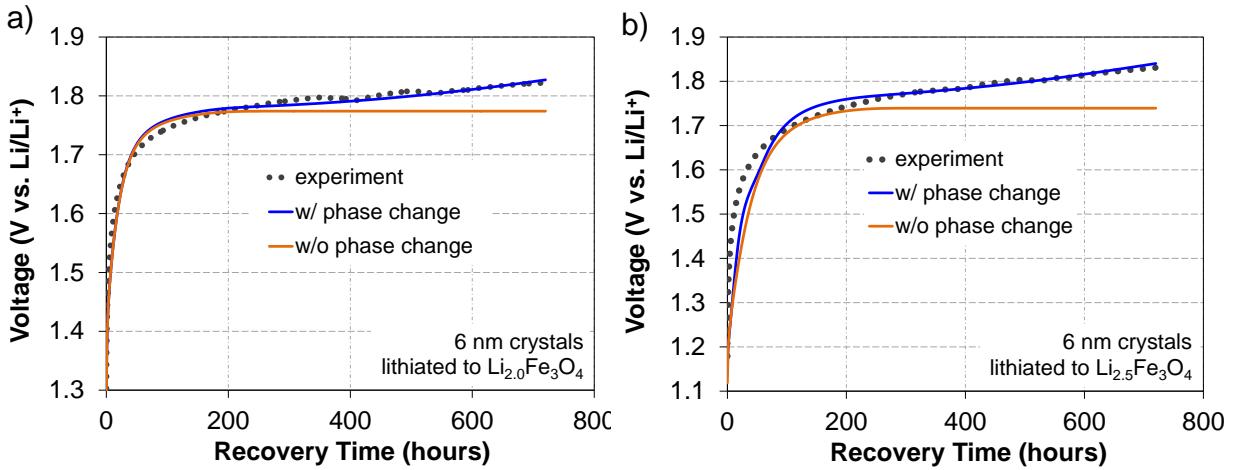 a)
Voltage (V vs. Li/Li⁺)
1.9
1.8
1.7
1.6
1.5
1.4
1.3
0
200
400
600
800
Recovery Time (hours)
experiment
w/ phase change
w/o phase change
6 nm crystals
lithiated to Li₂.₀Fe₃O₄
b)
Voltage (V vs. Li/Li⁺)
1.9
1.8
1.7
1.6
1.5
1.4
1.3
1.2
1.1
0
200
400
600
800
Recovery Time (hours)
experiment
w/ phase change
w/o phase change
6 nm crystals
lithiated to Li₂.₅Fe₃O₄